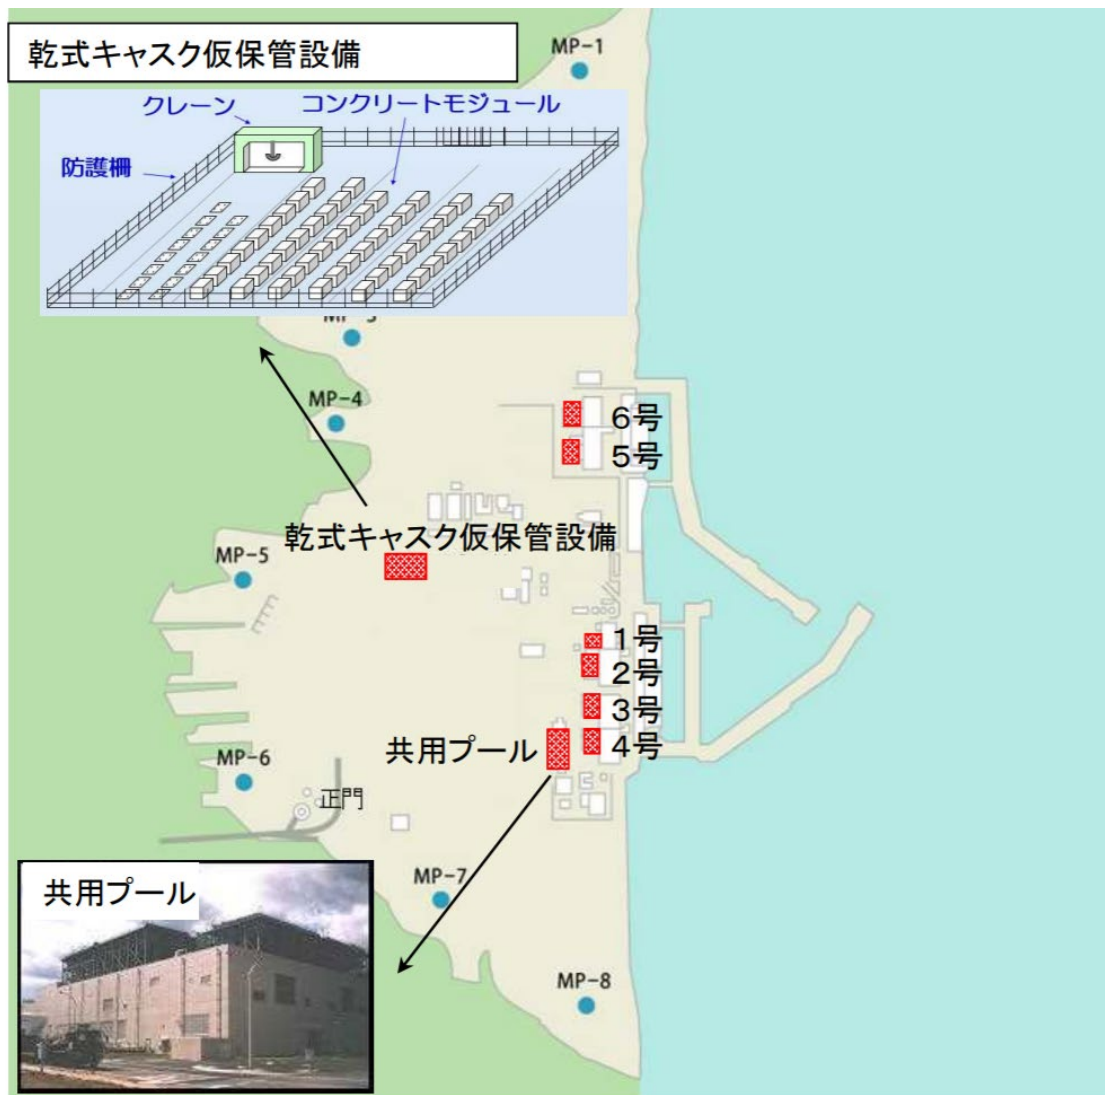 乾式キャスク仮保管設備
MP-1
クレーン
コンクリートモジュール
防護柵
MP-4
6号
5号
乾式キャスク仮保管設備
MP-5
1号
2号
3号
共用プール
4号
MP-6
正門
共用プール
MP-7
MP-8